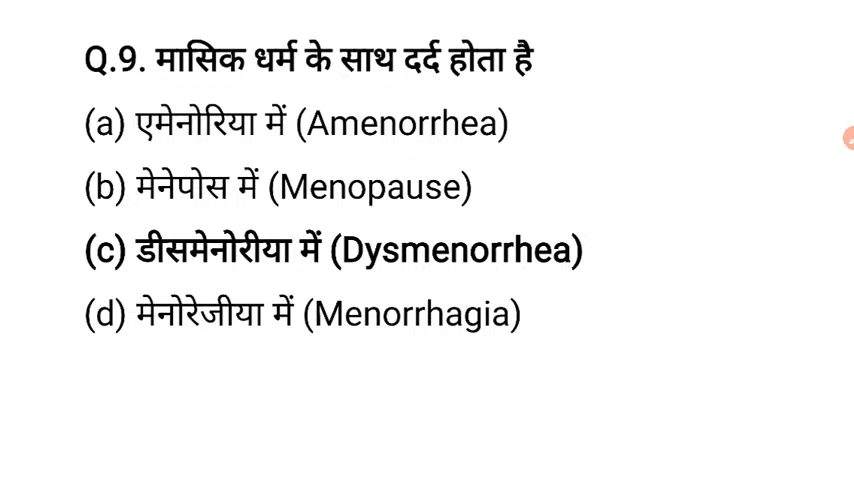 Q.9. मासिक धर्म के साथ दर्द होता है
(a) एमेनोरिया में (Amenorrhea)
(b) मेनेपोस में (Menopause)
(c) डीसमेनोरीया में (Dysmenorrhea)
(d) मेनोरेजीया में (Menorrhagia)